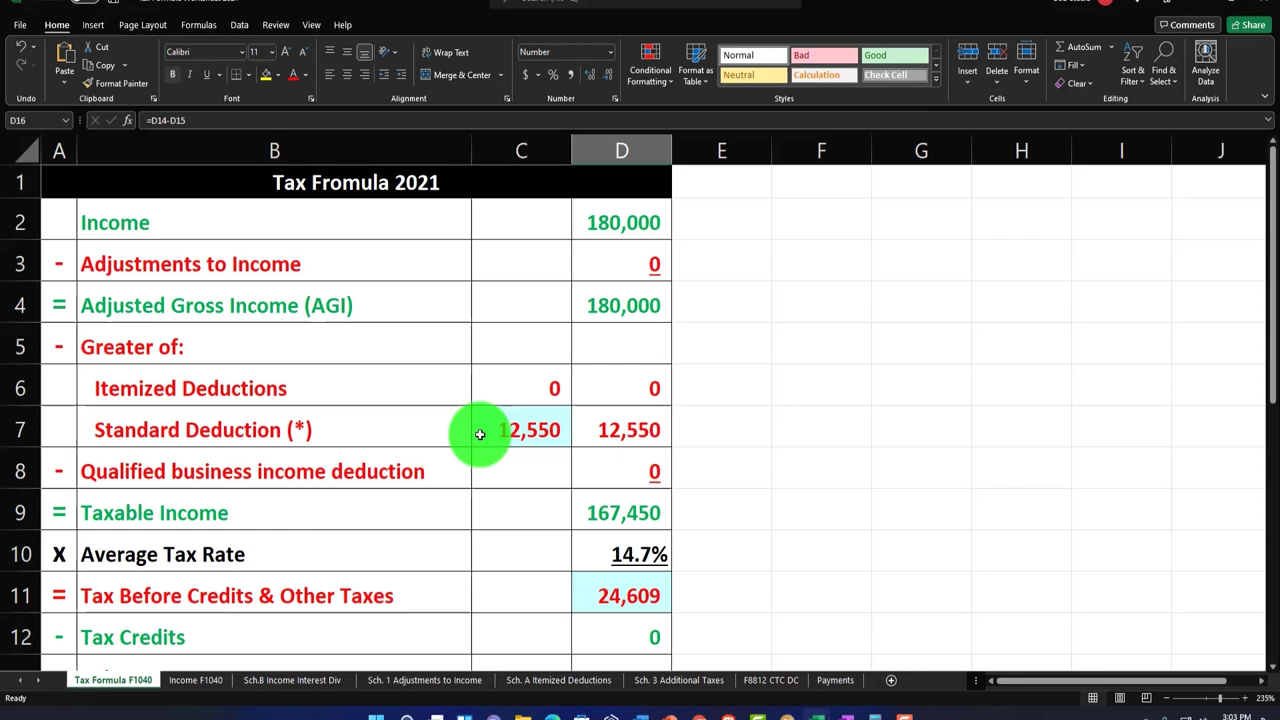 File Home Insert Page Layout Formulas Data Review View Help Comments Share
Cut Calibri 11 Wrap Text Number Normal Bad Good AutoSum
Copy
Paste Format Painter Merge & Center Conditional Formatting Format as Table Neutral Calculation Check Cell Insert Delete Format Fill Clear Sort & Filter Find & Select Analyze Data
Undo Clipboard Font Alignment Number Styles Cells Editing Analysis
D16 fx =D14-D15
A B C D E F G H I J
1 Tax Fromula 2021
2 Income 180,000
3 - Adjustments to Income 0
4 = Adjusted Gross Income (AGI) 180,000
5 - Greater of:
6 Itemized Deductions 0 0
7 Standard Deduction (*) 12,550 12,550
8 - Qualified business income deduction 0
9 = Taxable Income 167,450
10 X Average Tax Rate 14.7%
11 = Tax Before Credits & Other Taxes 24,609
12 - Tax Credits 0
Tax Formula F1040 Income F1040 Sch.B Income Interest Div Sch. 1 Adjustments to Income Sch. A Itemized Deductions Sch. 3 Additional Taxes F8812 CTC DC Payments
Ready 235%
3:03 PM